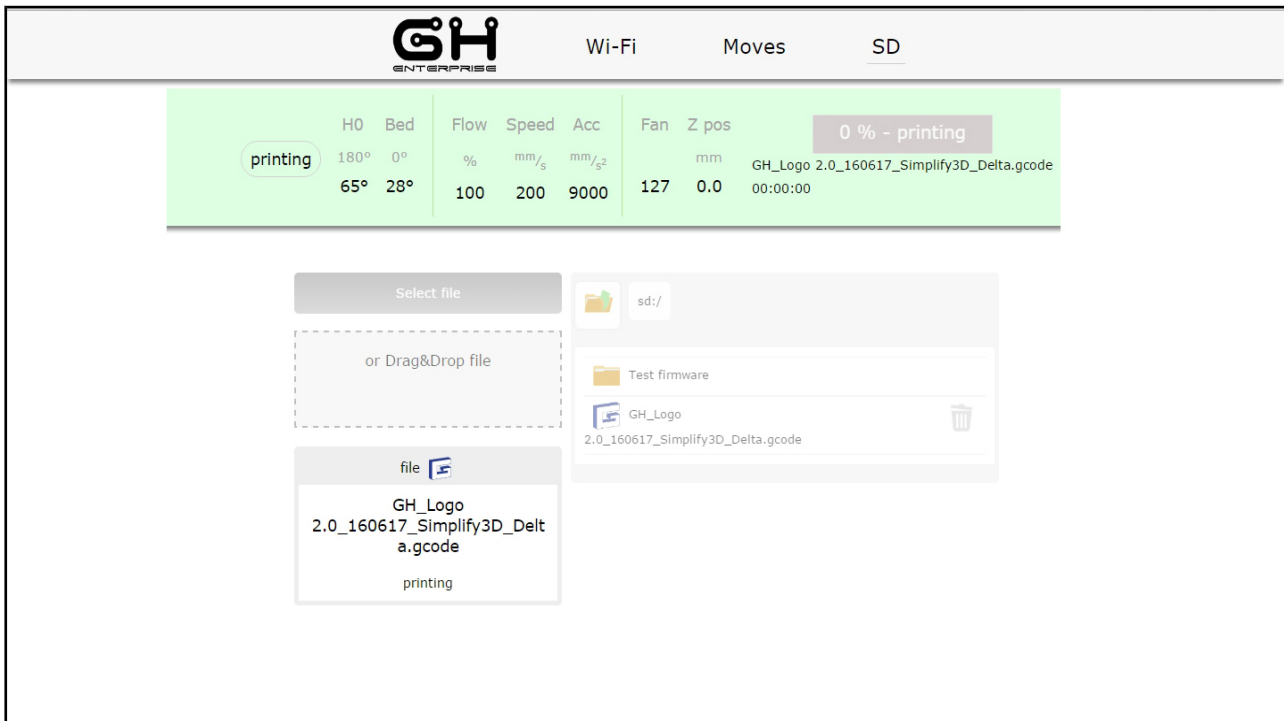 GH
ENTERPRISE
Wi-Fi Moves SD
H0 Bed Flow Speed Acc Fan Z pos
0 % - printing
printing
180° 0° % mm/s mm/s² mm
GH_Logo 2.0_160617_Simplify3D_Delta.gcode
65° 28° 100 200 9000 127 0.0
00:00:00
Select file
sd:/
or Drag&Drop file
Test firmware
GH_Logo
2.0_160617_Simplify3D_Delta.gcode
file
GH_Logo
2.0_160617_Simplify3D_Delt
a.gcode
printing